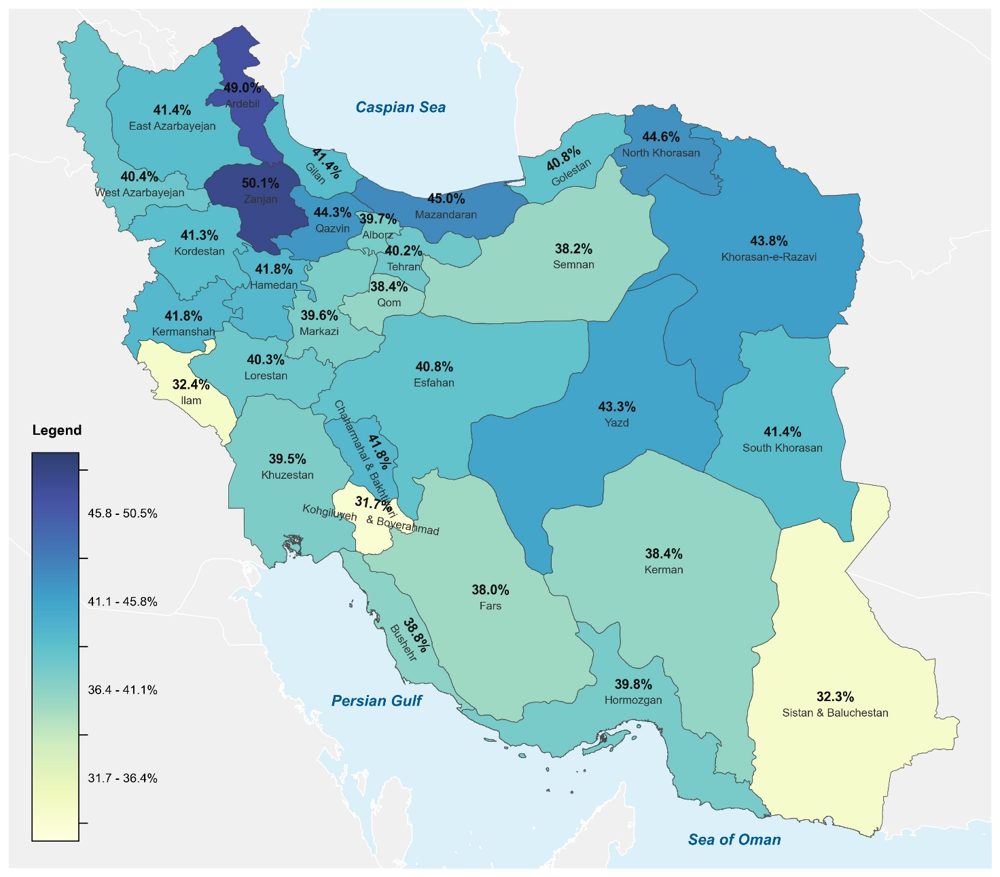 49.0%
Ardebil
41.4%
East Azarbayejan
Caspian Sea
44.6%
North Khorasan
40.8%
Golestan
41.4%
Gilan
40.4%
West Azarbayejan
50.1%
Zanjan
45.0%
Mazandaran
44.3%
Qazvin
39.7%
Alborz
41.3%
Kordestan
40.2%
Tehran
38.2%
Semnan
43.8%
Khorasan-e-Razavi
41.8%
Hamedan
38.4%
Qom
41.8%
Kermanshah
39.6%
Markazi
40.3%
Lorestan
40.8%
Esfahan
32.4%
Ilam
43.3%
Yazd
41.4%
South Khorasan
41.8%
Chaharmahal & Bakhtiari
39.5%
Khuzestan
31.7%
Kohgiluyeh & Boyerahmad
38.4%
Kerman
38.0%
Fars
38.8%
Bushehr
39.8%
Hormozgan
32.3%
Sistan & Baluchestan
Persian Gulf
Sea of Oman
Legend
45.8 - 50.5%
41.1 - 45.8%
36.4 - 41.1%
31.7 - 36.4%